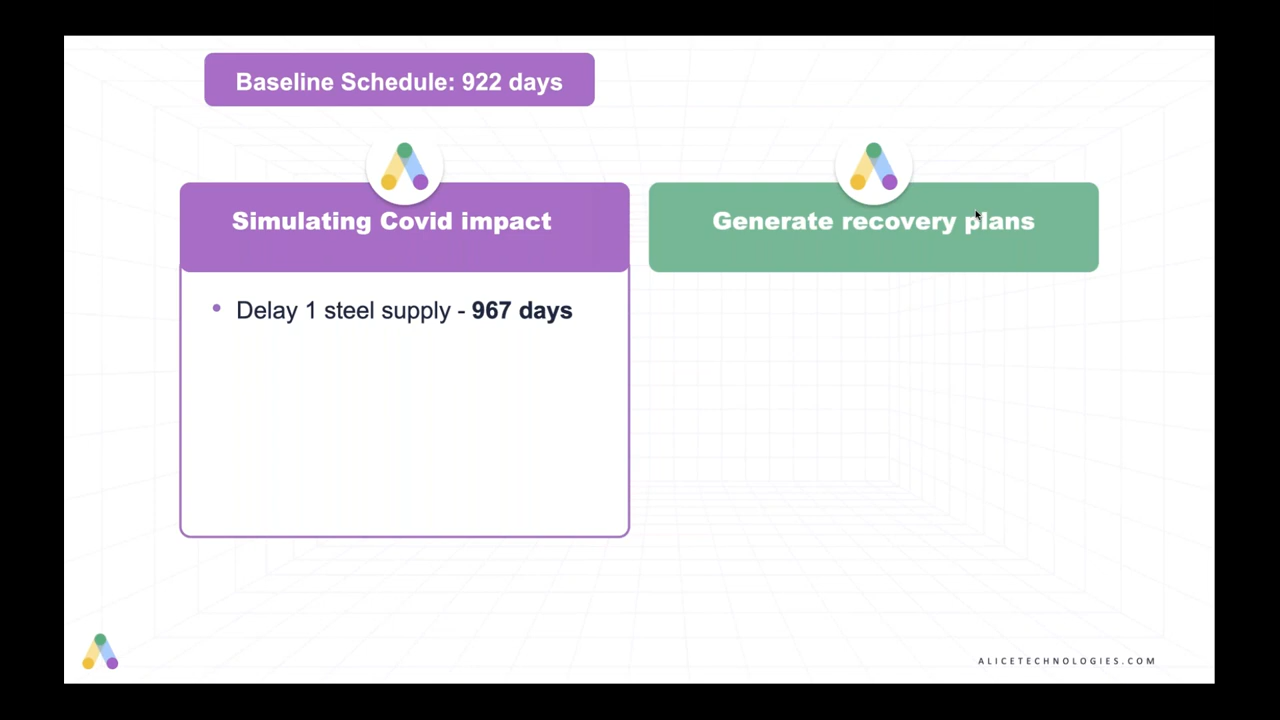 Baseline Schedule: 922 days
Simulating Covid impact
Generate recovery plans
• Delay 1 steel supply - 967 days
ALICETECHNOLOGIES.COM